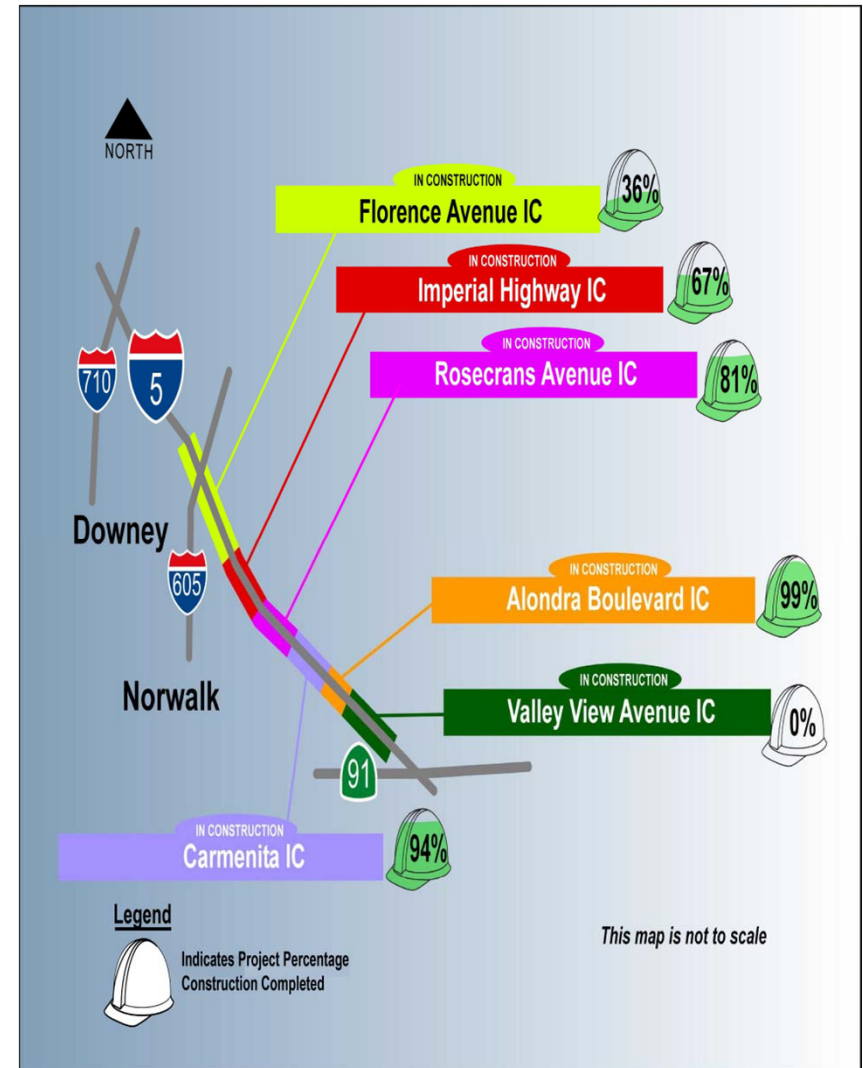 NORTH
IN CONSTRUCTION
Florence Avenue IC
36%
IN CONSTRUCTION
Imperial Highway IC
67%
IN CONSTRUCTION
Rosecrans Avenue IC
81%
710
5
Downey
605
Norwalk
IN CONSTRUCTION
Alondra Boulevard IC
99%
IN CONSTRUCTION
Valley View Avenue IC
0%
91
IN CONSTRUCTION
Carmenita IC
94%
Legend
Indicates Project Percentage
Construction Completed
This map is not to scale